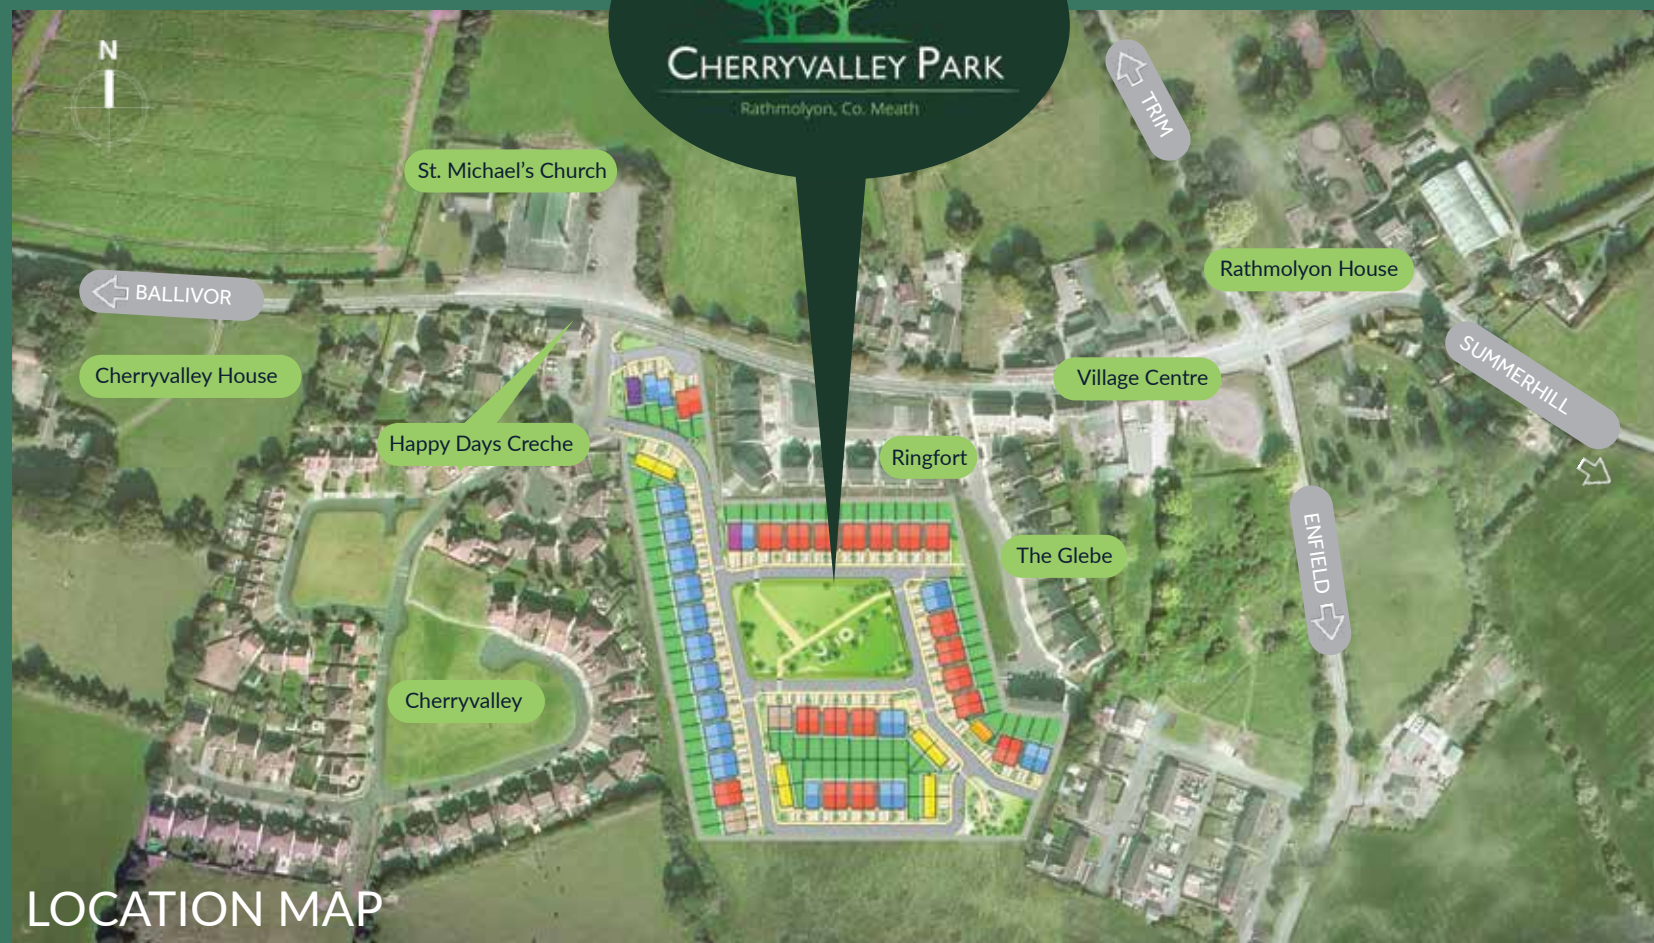 CHERRYVALLEY PARK
Rathmolyon, Co. Meath
N
TRIM
St. Michael's Church
Rathmolyon House
BALLIVOR
Cherryvalley House
Village Centre
SUMMERHILL
Happy Days Creche
Ringfort
The Glebe
ENFIELD
Cherryvalley
LOCATION MAP